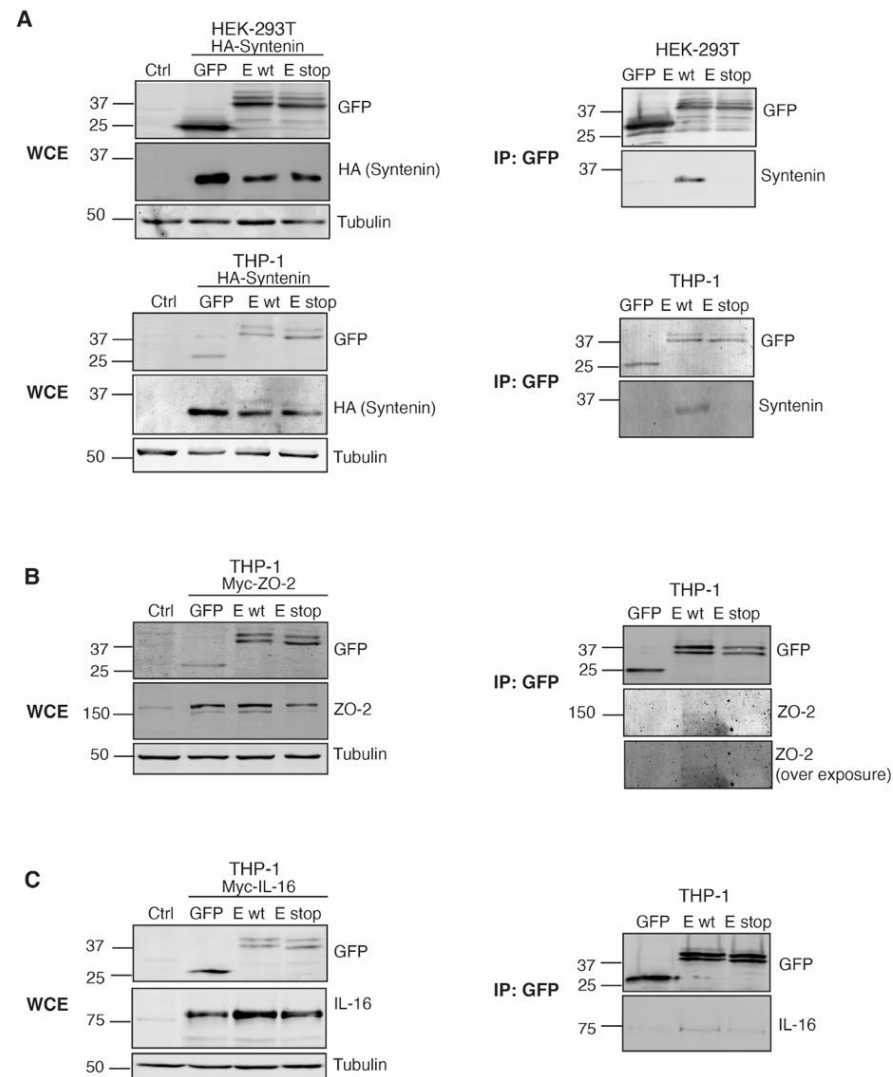 A
HEK-293T
HA-Syntenin
Ctrl GFP E wt E stop
37
25
GFP
WCE
37
HA (Syntenin)
50
Tubulin
HEK-293T
GFP E wt E stop
37
25
GFP
IP: GFP
37
Syntenin
THP-1
HA-Syntenin
Ctrl GFP E wt E stop
37
25
GFP
WCE
37
HA (Syntenin)
50
Tubulin
THP-1
GFP E wt E stop
37
25
GFP
IP: GFP
37
Syntenin
B
THP-1
Myc-ZO-2
Ctrl GFP E wt E stop
37
25
GFP
WCE
150
ZO-2
50
Tubulin
THP-1
GFP E wt E stop
37
25
GFP
IP: GFP
150
ZO-2
ZO-2
(over exposure)
C
THP-1
Myc-IL-16
Ctrl GFP E wt E stop
37
25
GFP
WCE
75
IL-16
50
Tubulin
THP-1
GFP E wt E stop
37
25
GFP
IP: GFP
75
IL-16